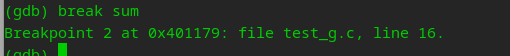 (gdb) break sum
Breakpoint 2 at 0x401179: file test_g.c, line 16.
(gdb)